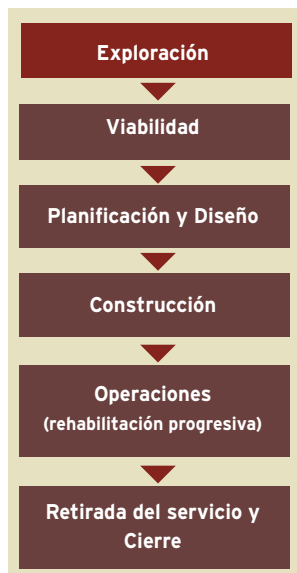 Exploración
Viabilidad
Planificación y Diseño
Construcción
Operaciones
(rehabilitación progresiva)
Retirada del servicio y
Cierre